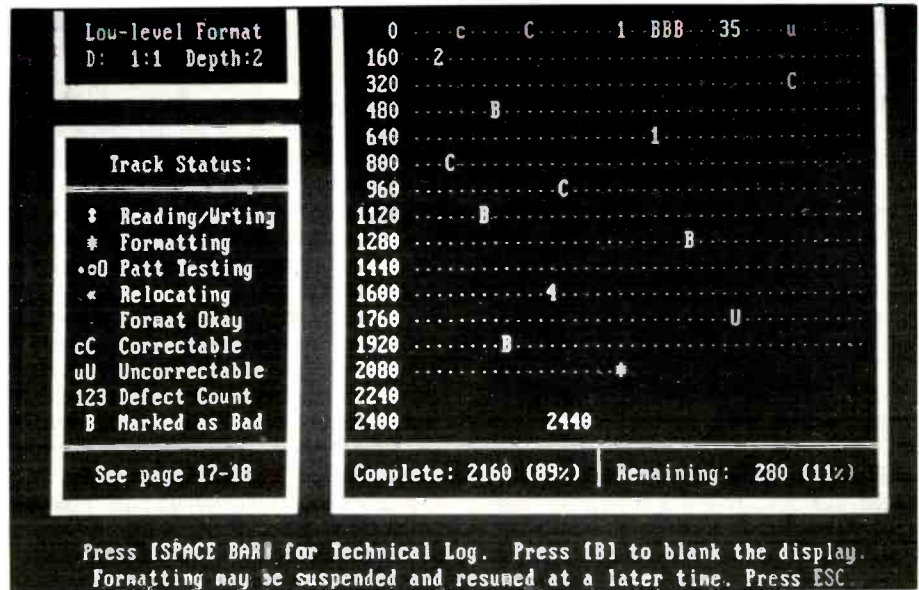 Low-level Format
D: 1:1 Depth:2
Track Status:
Reading/Wrting
* Formatting
Patt Testing
« Relocating
Format Okay
cC Correctable
uU Uncorrectable
123 Defect Count
B Marked as Bad
See page 17-18
0 c C 1 BBB 35 u
160 2
320 C
480 B
640 1
800 C
960 C
1120 B
1280 B
1440
1600 4
1760 U
1920 B
2080 *
2240
2400 2440
Complete: 2160 (89%) Remaining: 280 (11%)
Press [SPACE BAR] for Technical Log. Press [B] to blank the display.
Formatting may be suspended and resumed at a later time. Press ESC